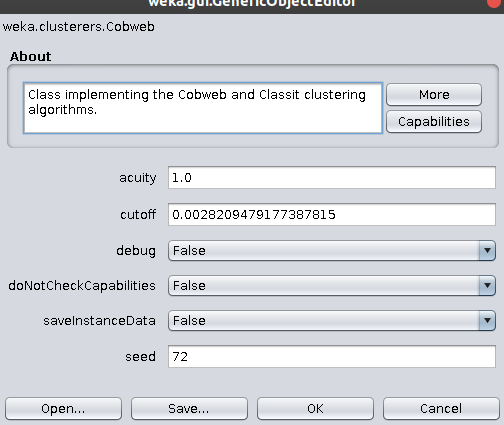 weka.gui.GenericObjectEditor
weka.clusterers.Cobweb
About
Class implementing the Cobweb and Classit clustering
algorithms.
More
Capabilities
acuity 1.0
cutoff 0.0028209479177387815
debug False
doNotCheckCapabilities False
saveInstanceData False
seed 72
Open... Save... OK Cancel